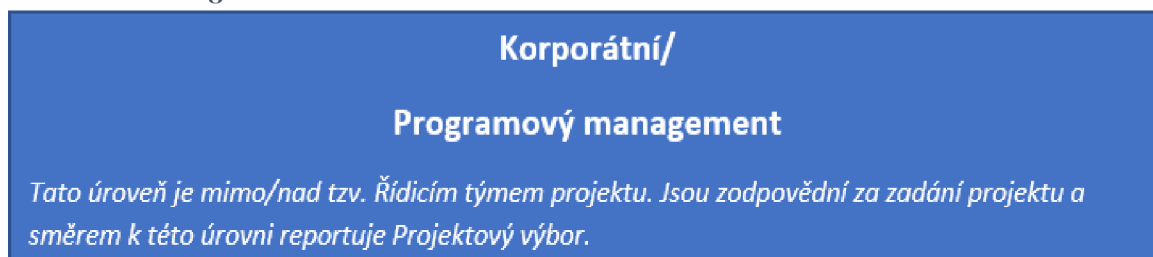 Korporátní/
Programový management
Tato úroveň je mimo/nad tzv. Řídicím týmem projektu. Jsou zodpovědní za zadání projektu a
směrem k této úrovni reportuje Projektový výbor.